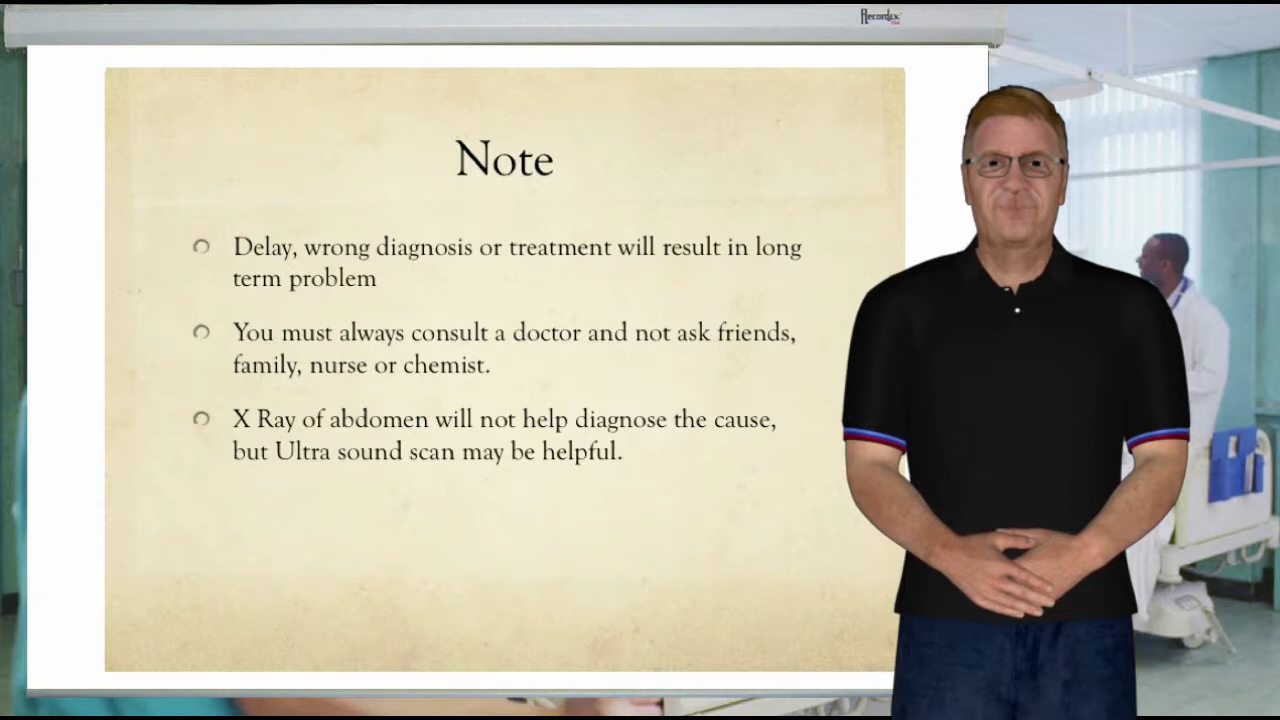 Recordex
Note
Delay, wrong diagnosis or treatment will result in long
term problem
You must always consult a doctor and not ask friends,
family, nurse or chemist.
X Ray of abdomen will not help diagnose the cause,
but Ultra sound scan may be helpful.